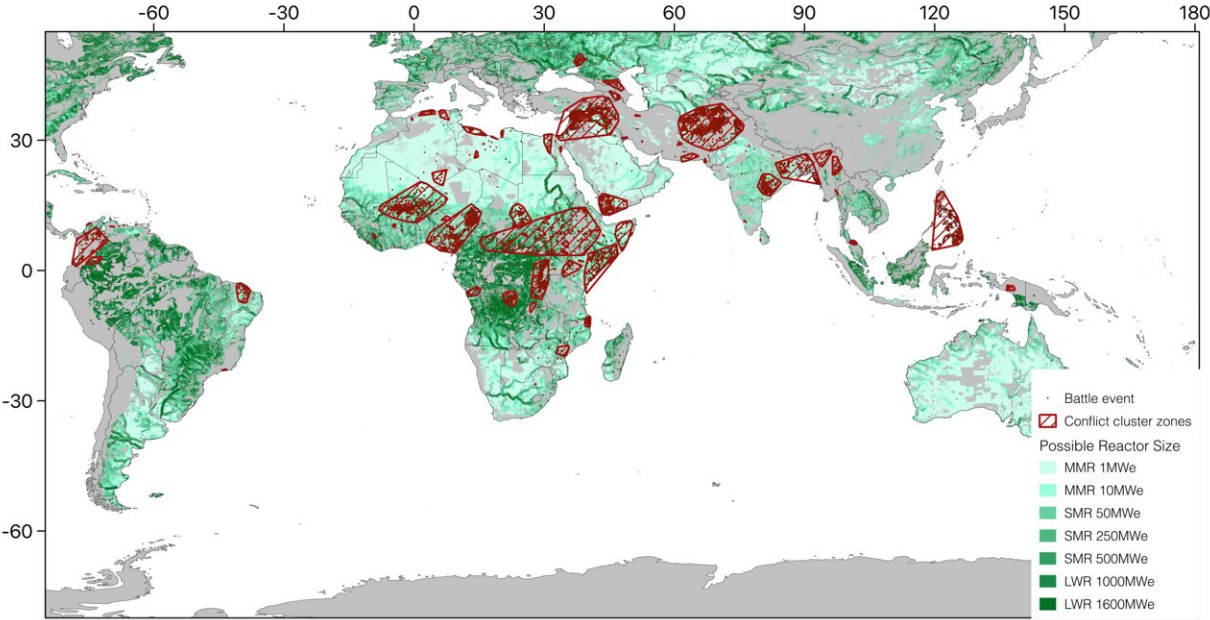 -60 -30 0 30 60 90 120 150 180
30
0
-30
-60
Battle event
Conflict cluster zones
Possible Reactor Size
MMR 1MWe
MMR 10MWe
SMR 50MWe
SMR 250MWe
SMR 500MWe
LWR 1000MWe
LWR 1600MWe